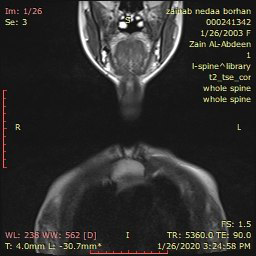 Im: 1/26
Se: 3
S
zainab nedaa borhan
000241342
1/26/2003 F
Zain AL-Abdeen
1
l-spine^library
t2_tse_cor
whole spine
whole spine
R
L
WL: 238 WW: 562 [D]
T: 4.0mm L: -30.7mm*
I
FS: 1.5
TR: 5360.0 TE: 90.0
1/26/2020 3:24:58 PM